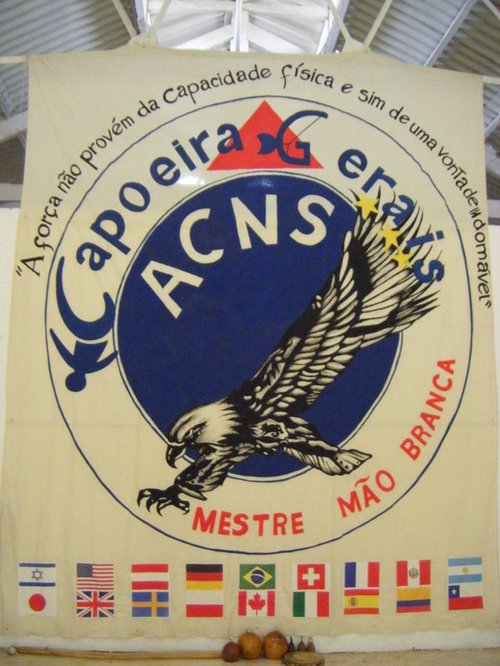 "A força não provém da Capacidade física e sim de uma vontade indomável"
Capoeira Gerais
ACNS
MESTRE MÃO BRANCA